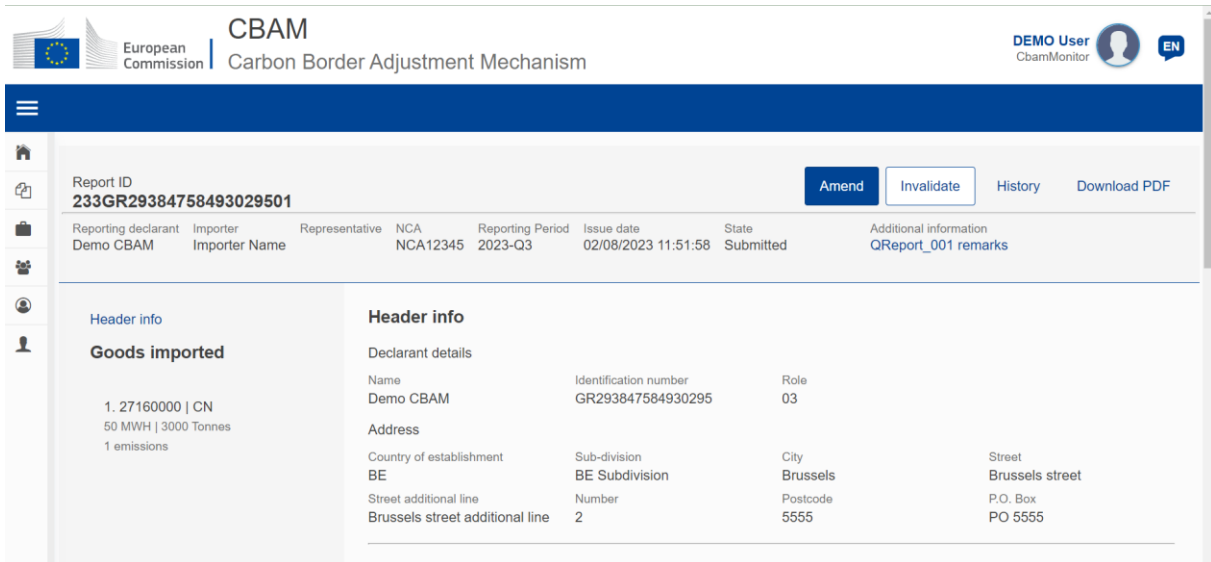 European
Commission
CBAM
Carbon Border Adjustment Mechanism
DEMO User
CbamMonitor
EN
Report ID
233GR29384758493029501
Amend
Invalidate
History
Download PDF
Reporting declarant Importer Representative NCA Reporting Period Issue date State Additional information
Demo CBAM Importer Name NCA12345 2023-Q3 02/08/2023 11:51:58 Submitted QReport_001 remarks
Header info
Goods imported
1. 27160000 | CN
50 MWH | 3000 Tonnes
1 emissions
Header info
Declarant details
Name Identification number Role
Demo CBAM GR293847584930295 03
Address
Country of establishment Sub-division City Street
BE BE Subdivision Brussels Brussels street
Street additional line Number Postcode P.O. Box
Brussels street additional line 2 5555 PO 5555